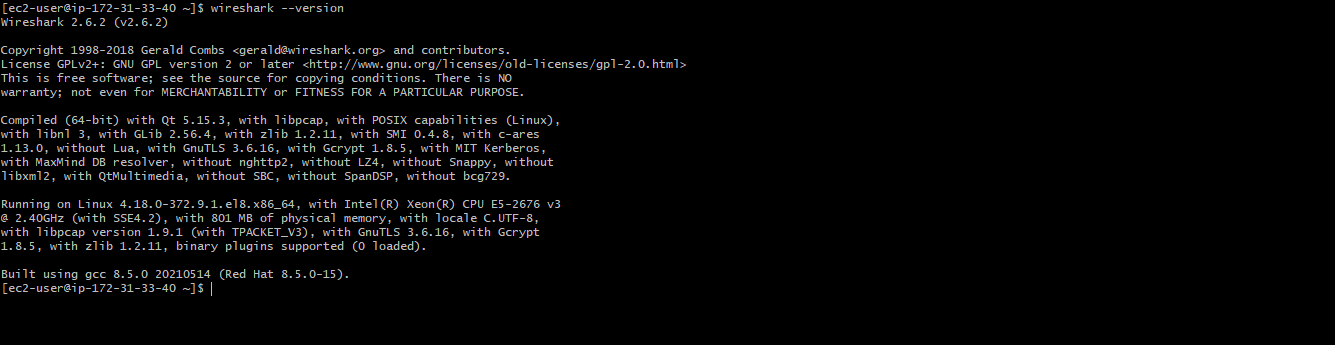 [ec2-user@ip-172-31-33-40 ~]$ wireshark --version
Wireshark 2.6.2 (v2.6.2)
Copyright 1998-2018 Gerald Combs <gerald@wireshark.org> and contributors.
License GPLv2+: GNU GPL version 2 or later <http://www.gnu.org/licenses/old-licenses/gpl-2.0.html>
This is free software; see the source for copying conditions. There is NO
warranty; not even for MERCHANTABILITY or FITNESS FOR A PARTICULAR PURPOSE.
Compiled (64-bit) with Qt 5.15.3, with libpcap, with POSIX capabilities (Linux),
with libnl 3, with GLib 2.56.4, with zlib 1.2.11, with SMI 0.4.8, with c-ares
1.13.0, without Lua, with GnuTLS 3.6.16, with Gcrypt 1.8.5, with MIT Kerberos,
with MaxMind DB resolver, without nghttp2, without LZ4, without Snappy, without
libxml2, with QtMultimedia, without SBC, without SpanDSP, without bcg729.
Running on Linux 4.18.0-372.9.1.el8.x86_64, with Intel(R) Xeon(R) CPU E5-2676 v3
@ 2.40GHz (with SSE4.2), with 801 MB of physical memory, with locale C.UTF-8,
with libpcap version 1.9.1 (with TPACKET_V3), with GnuTLS 3.6.16, with Gcrypt
1.8.5, with zlib 1.2.11, binary plugins supported (0 loaded).
Built using gcc 8.5.0 20210514 (Red Hat 8.5.0-15).
[ec2-user@ip-172-31-33-40 ~]$